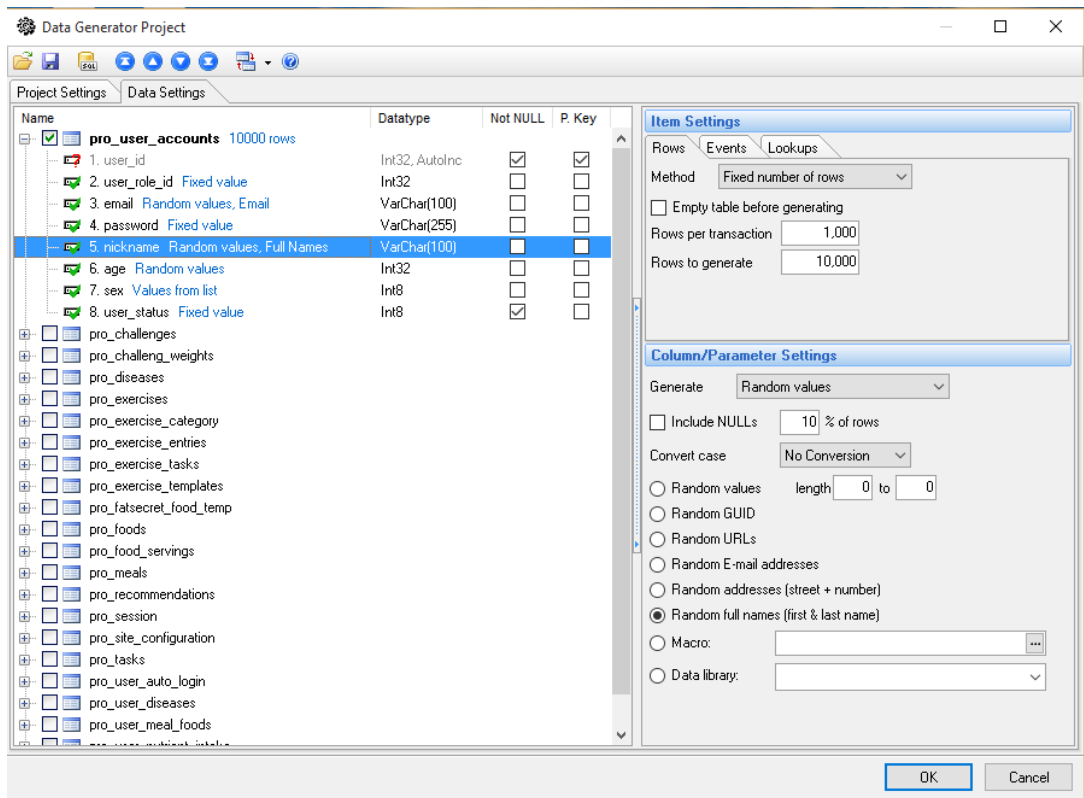 Data Generator Project
SQL
Project Settings Data Settings
Name Datatype Not NULL P. Key
pro_user_accounts 10000 rows
1. user_id Int32, AutoInc
2. user_role_id Fixed value Int32
3. email Random values, Email VarChar(100)
4. password Fixed value VarChar(255)
5. nickname Random values, Full Names VarChar(100)
6. age Random values Int32
7. sex Values from list Int8
8. user_status Fixed value Int8
pro_challenges
pro_challeng_weights
pro_diseases
pro_exercises
pro_exercise_category
pro_exercise_entries
pro_exercise_tasks
pro_exercise_templates
pro_fatsecret_food_temp
pro_foods
pro_food_servings
pro_meals
pro_recommendations
pro_session
pro_site_configuration
pro_tasks
pro_user_auto_login
pro_user_diseases
pro_user_meal_foods
Item Settings
Rows Events Lookups
Method Fixed number of rows
Empty table before generating
Rows per transaction 1,000
Rows to generate 10,000
Column/Parameter Settings
Generate Random values
Include NULLs 10 % of rows
Convert case No Conversion
Random values length 0 to 0
Random GUID
Random URLs
Random E-mail addresses
Random addresses (street + number)
Random full names (first & last name)
Macro: ...
Data library:
OK Cancel